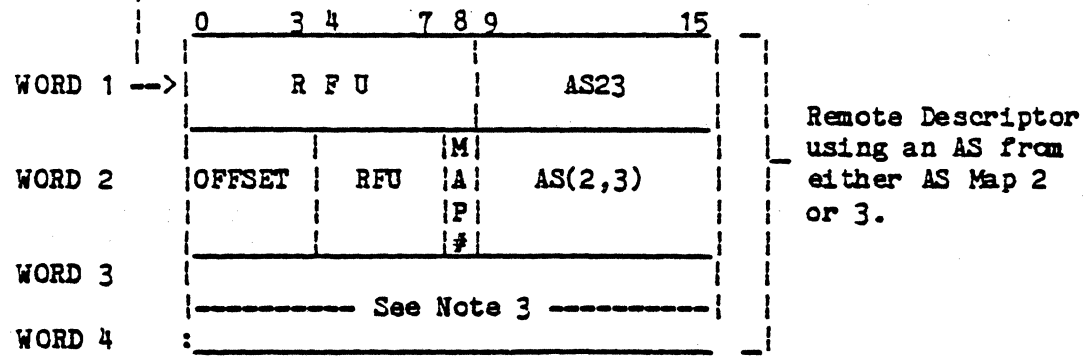 0 3 4 7 8 9 15
WORD 1 --> R F U AS23
Remote Descriptor
using an AS from
either AS Map 2
or 3.
WORD 2 OFFSET RFU MAP# AS(2,3)
WORD 3
See Note 3
WORD 4